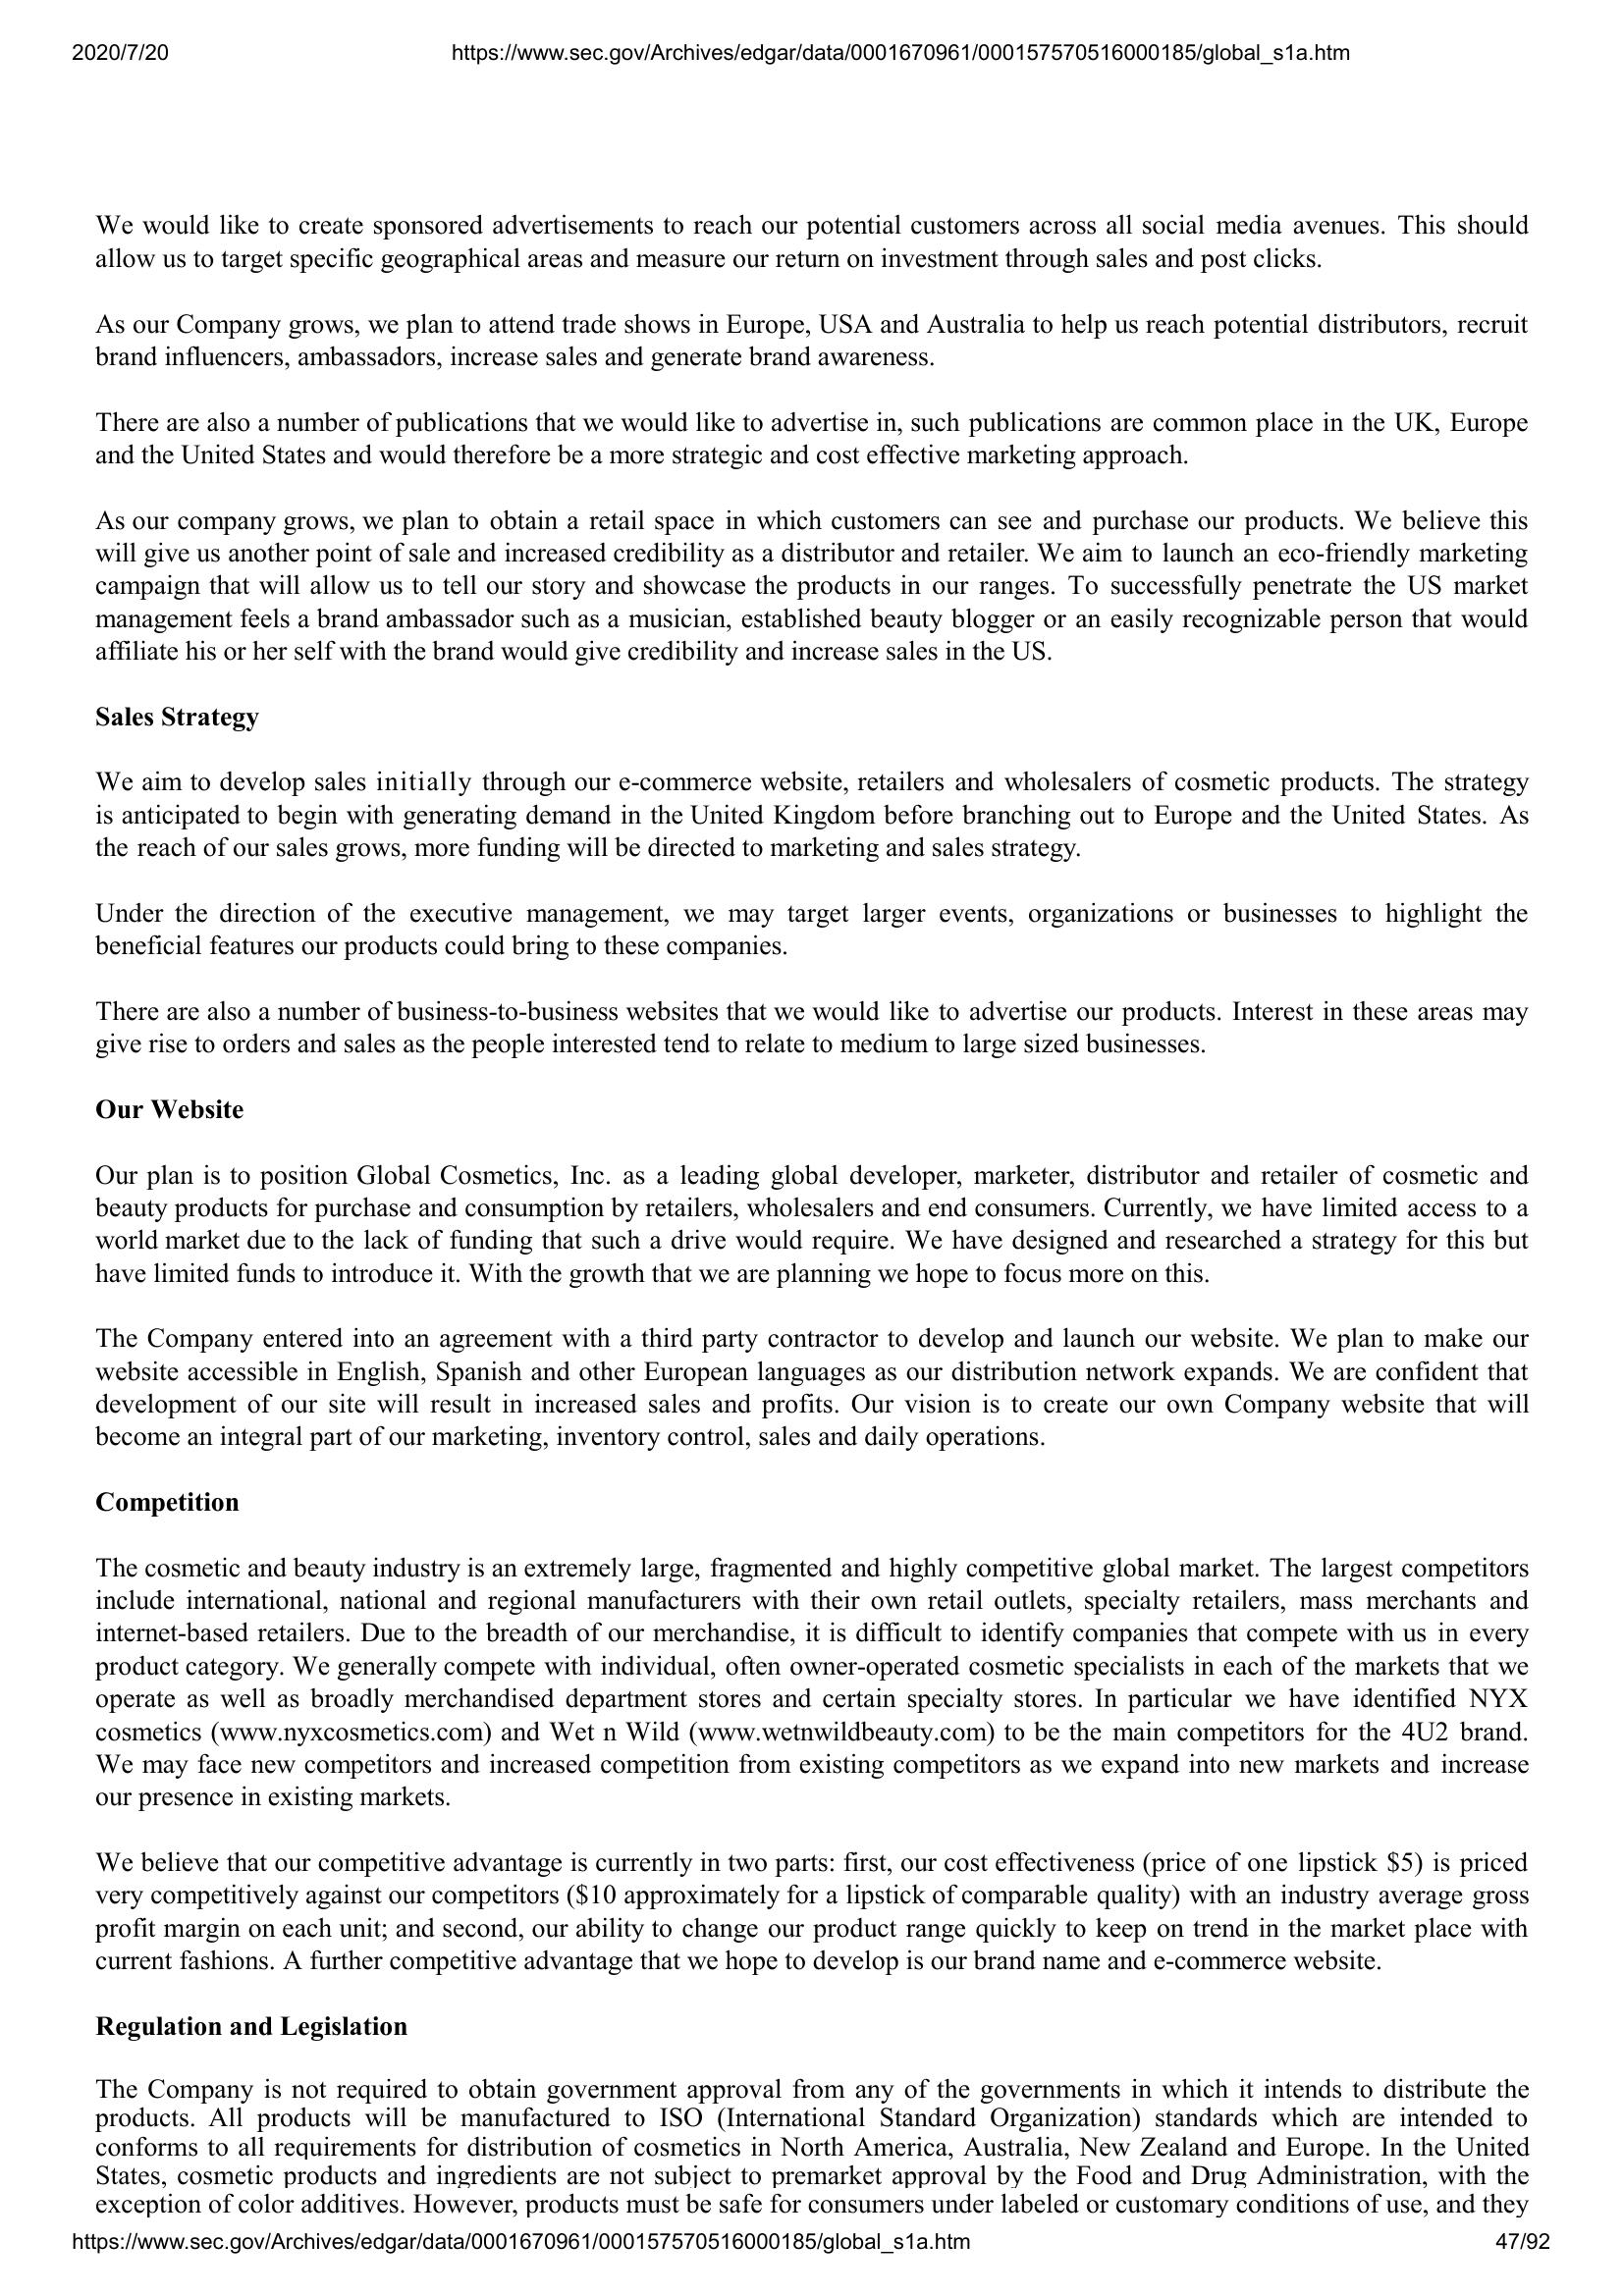 2020/7/20 https://www.sec.gov/Archives/edgar/data/0001670961/000157570516000185/global_s1a.htm
We would like to create sponsored advertisements to reach our potential customers across all social media avenues. This should
allow us to target specific geographical areas and measure our return on investment through sales and post clicks.
As our Company grows, we plan to attend trade shows in Europe, USA and Australia to help us reach potential distributors, recruit
brand influencers, ambassadors, increase sales and generate brand awareness.
There are also a number of publications that we would like to advertise in, such publications are common place in the UK, Europe
and the United States and would therefore be a more strategic and cost effective marketing approach.
As our company grows, we plan to obtain a retail space in which customers can see and purchase our products. We believe this
will give us another point of sale and increased credibility as a distributor and retailer. We aim to launch an eco-friendly marketing
campaign that will allow us to tell our story and showcase the products in our ranges. To successfully penetrate the US market
management feels a brand ambassador such as a musician, established beauty blogger or an easily recognizable person that would
affiliate his or her self with the brand would give credibility and increase sales in the US.
Sales Strategy
We aim to develop sales initially through our e-commerce website, retailers and wholesalers of cosmetic products. The strategy
is anticipated to begin with generating demand in the United Kingdom before branching out to Europe and the United States. As
the reach of our sales grows, more funding will be directed to marketing and sales strategy.
Under the direction of the executive management, we may target larger events, organizations or businesses to highlight the
beneficial features our products could bring to these companies.
There are also a number of business-to-business websites that we would like to advertise our products. Interest in these areas may
give rise to orders and sales as the people interested tend to relate to medium to large sized businesses.
Our Website
Our plan is to position Global Cosmetics, Inc. as a leading global developer, marketer, distributor and retailer of cosmetic and
beauty products for purchase and consumption by retailers, wholesalers and end consumers. Currently, we have limited access to a
world market due to the lack of funding that such a drive would require. We have designed and researched a strategy for this but
have limited funds to introduce it. With the growth that we are planning we hope to focus more on this.
The Company entered into an agreement with a third party contractor to develop and launch our website. We plan to make our
website accessible in English, Spanish and other European languages as our distribution network expands. We are confident that
development of our site will result in increased sales and profits. Our vision is to create our own Company website that will
become an integral part of our marketing, inventory control, sales and daily operations.
Competition
The cosmetic and beauty industry is an extremely large, fragmented and highly competitive global market. The largest competitors
include international, national and regional manufacturers with their own retail outlets, specialty retailers, mass merchants and
internet-based retailers. Due to the breadth of our merchandise, it is difficult to identify companies that compete with us in every
product category. We generally compete with individual, often owner-operated cosmetic specialists in each of the markets that we
operate as well as broadly merchandised department stores and certain specialty stores. In particular we have identified NYX
cosmetics (www.nyxcosmetics.com) and Wet n Wild (www.wetnwildbeauty.com) to be the main competitors for the 4U2 brand.
We may face new competitors and increased competition from existing competitors as we expand into new markets and increase
our presence in existing markets.
We believe that our competitive advantage is currently in two parts: first, our cost effectiveness (price of one lipstick $5) is priced
very competitively against our competitors ($10 approximately for a lipstick of comparable quality) with an industry average gross
profit margin on each unit; and second, our ability to change our product range quickly to keep on trend in the market place with
current fashions. A further competitive advantage that we hope to develop is our brand name and e-commerce website.
Regulation and Legislation
The Company is not required to obtain government approval from any of the governments in which it intends to distribute the
products. All products will be manufactured to ISO (International Standard Organization) standards which are intended to
conforms to all requirements for distribution of cosmetics in North America, Australia, New Zealand and Europe. In the United
States, cosmetic products and ingredients are not subject to premarket approval by the Food and Drug Administration, with the
exception of color additives. However, products must be safe for consumers under labeled or customary conditions of use, and they
https://www.sec.gov/Archives/edgar/data/0001670961/000157570516000185/global_s1a.htm 47/92